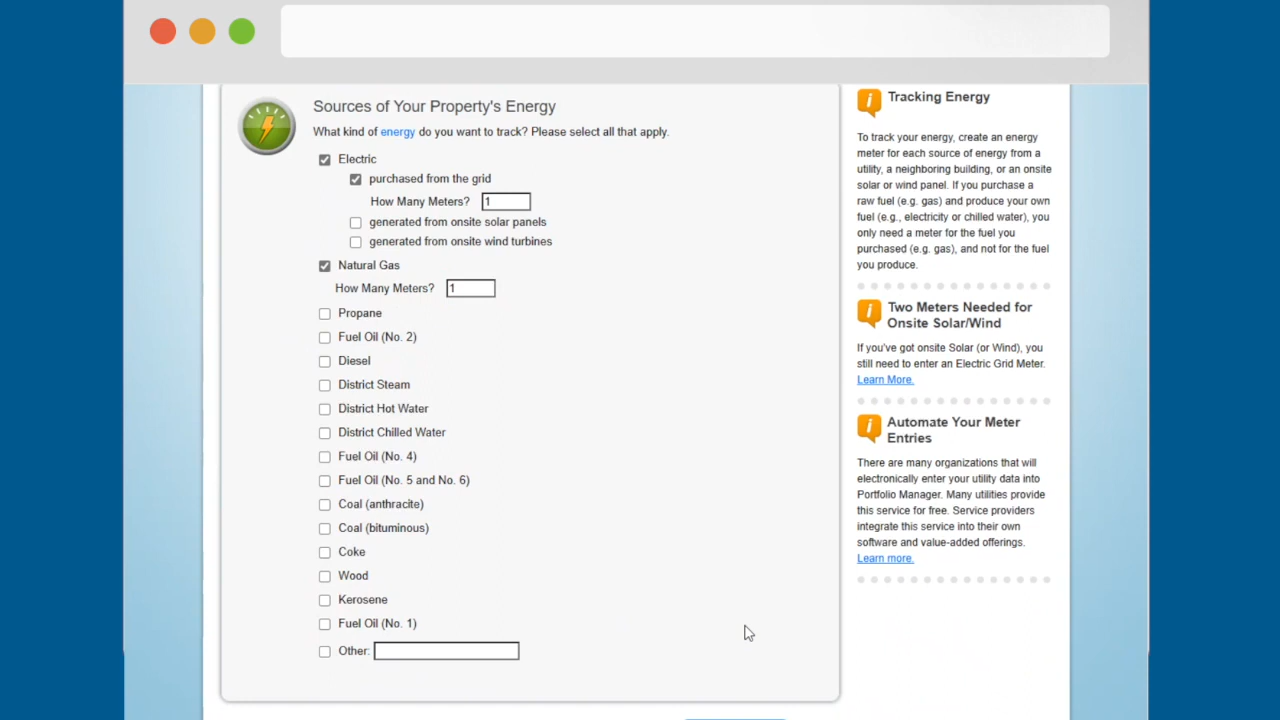 Sources of Your Property's Energy
What kind of energy do you want to track? Please select all that apply.
Electric
purchased from the grid
How Many Meters? 1
generated from onsite solar panels
generated from onsite wind turbines
Natural Gas
How Many Meters? 1
Propane
Fuel Oil (No. 2)
Diesel
District Steam
District Hot Water
District Chilled Water
Fuel Oil (No. 4)
Fuel Oil (No. 5 and No. 6)
Coal (anthracite)
Coal (bituminous)
Coke
Wood
Kerosene
Fuel Oil (No. 1)
Other:
Tracking Energy
To track your energy, create an energy
meter for each source of energy from a
utility, a neighboring building, or an onsite
solar or wind panel. If you purchase a
raw fuel (e.g. gas) and produce your own
fuel (e.g., electricity or chilled water), you
only need a meter for the fuel you
purchased (e.g. gas), and not for the fuel
you produce.
Two Meters Needed for
Onsite Solar/Wind
If you've got onsite Solar (or Wind), you
still need to enter an Electric Grid Meter.
Learn More.
Automate Your Meter
Entries
There are many organizations that will
electronically enter your utility data into
Portfolio Manager. Many utilities provide
this service for free. Service providers
integrate this service into their own
software and value-added offerings.
Learn more.